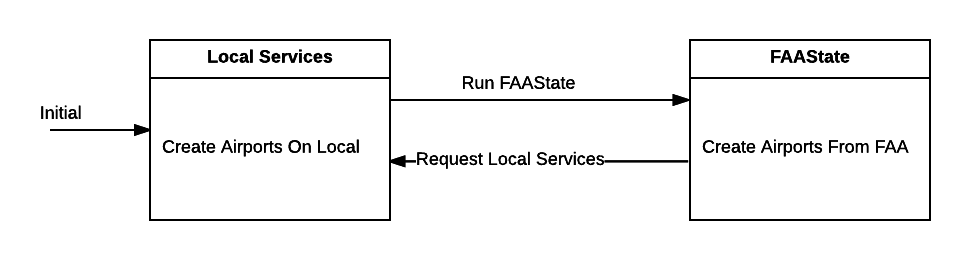 Local Services
FAAState
Run FAAState
Initial
Create Airports On Local
Create Airports From FAA
Request Local Services